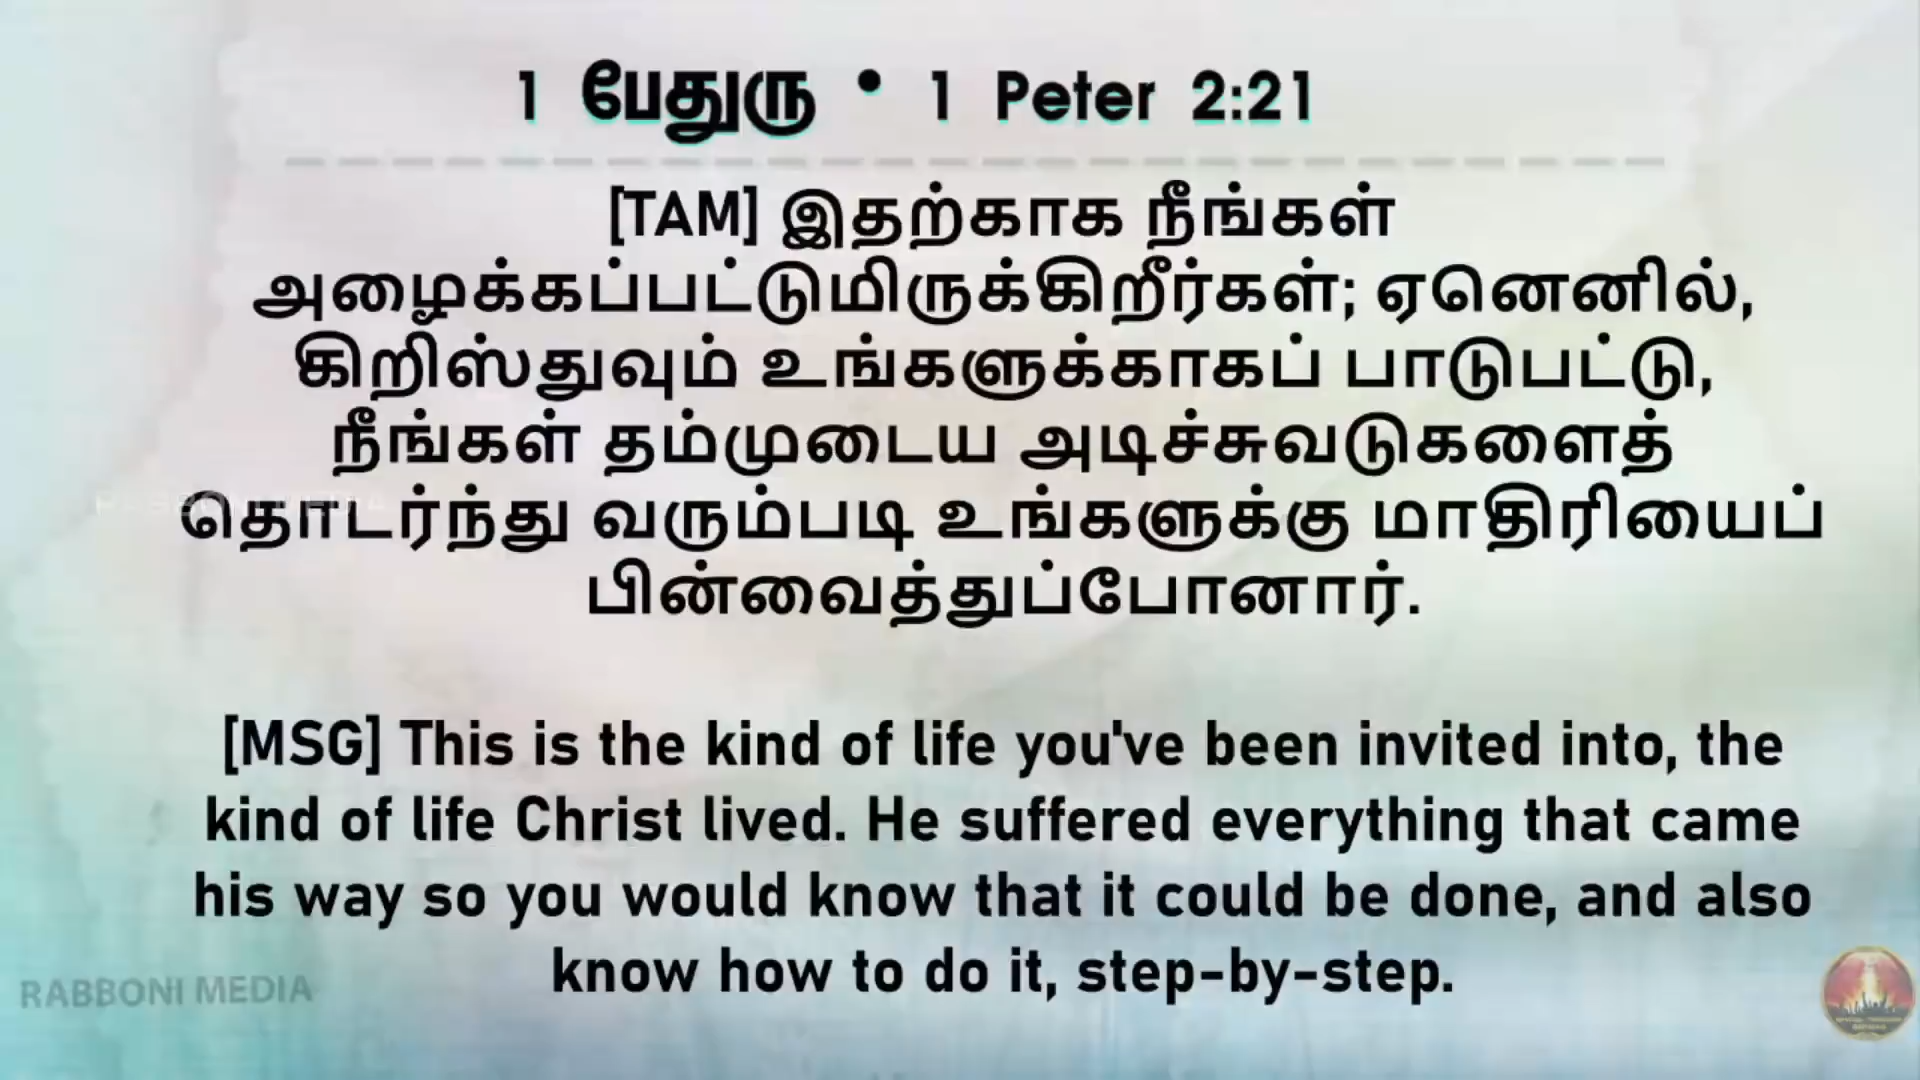 1 பேதுரு • 1 Peter 2:21
[TAM] இதற்காக நீங்கள்
அழைக்கப்பட்டுமிருக்கிறீர்கள்; ஏனெனில்,
கிறிஸ்துவும் உங்களுக்காகப் பாடுபட்டு,
நீங்கள் தம்முடைய அடிச்சுவடுகளைத்
தொடர்ந்து வரும்படி உங்களுக்கு மாதிரியைப்
பின்வைத்துப்போனார்.
[MSG] This is the kind of life you've been invited into, the
kind of life Christ lived. He suffered everything that came
his way so you would know that it could be done, and also
know how to do it, step-by-step.
RABBONI MEDIA
RABBONI MEDIA